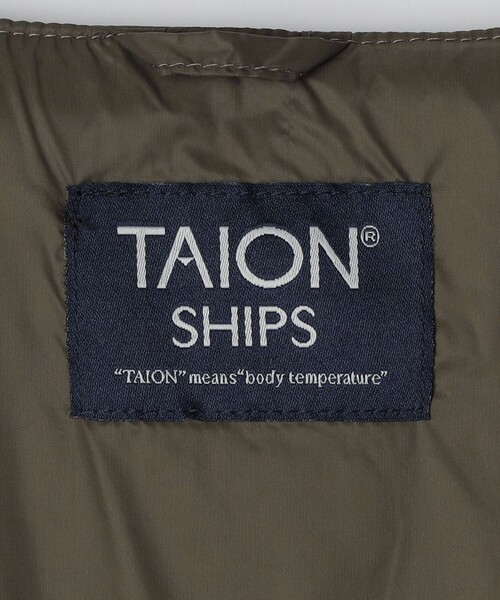 TAION®
SHIPS
“TAION” means “body temperature”